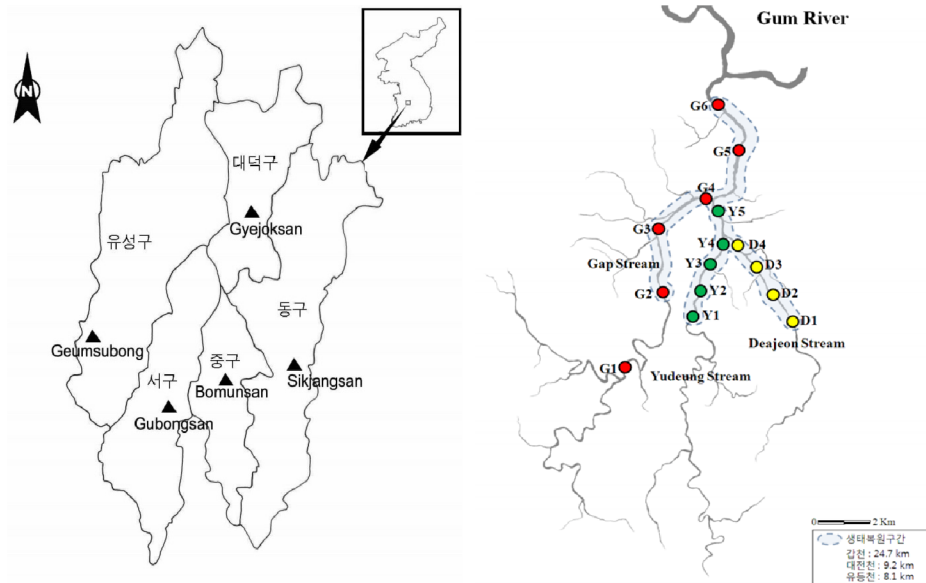 N
대덕구
Gyejoksan
유성구
동구
Geumsubong
중구
서구
Bomunsan
Sikjangsan
Gubongsan
Gum River
G6
G5
G4
Y5
G3
Y4
D4
Gap Stream
Y3
D3
G2
Y2
D2
Y1
D1
Deajeon Stream
G1
Yudeung Stream
0 2 Km
생태복원구간
갑천 : 24.7 km
대전천 : 9.2 km
유등천 : 8.1 km